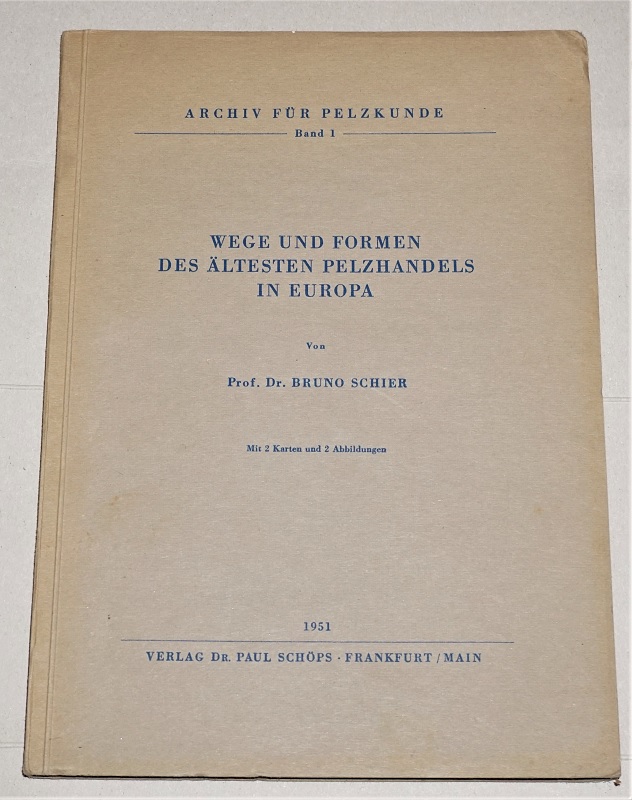 ARCHIV FÜR PELZKUNDE
Band 1
WEGE UND FORMEN
DES ÄLTESTEN PELZHANDELS
IN EUROPA
Von
Prof. Dr. BRUNO SCHIER
Mit 2 Karten und 2 Abbildungen
1951
VERLAG DR. PAUL SCHÖPS · FRANKFURT / MAIN